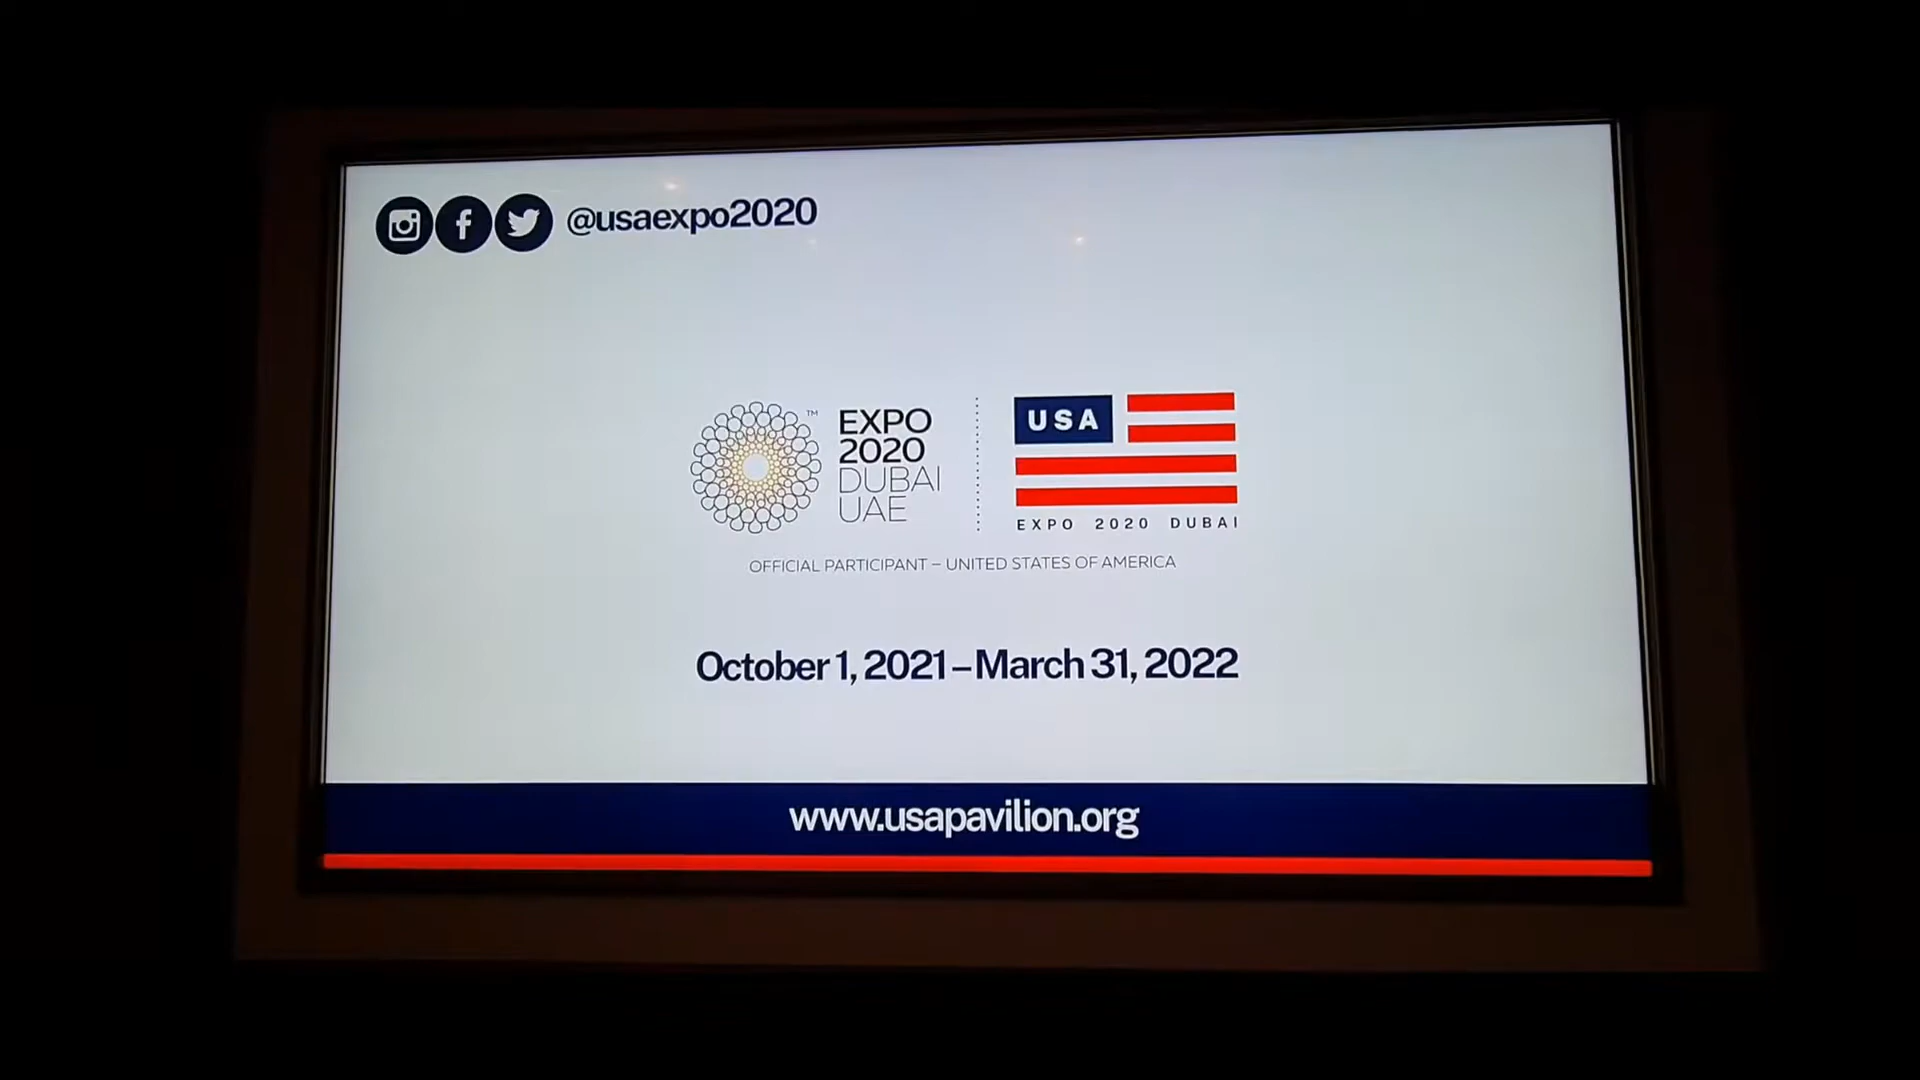 @usaexpo2020
TM
EXPO
2020
DUBAI
UAE
USA
EXPO 2020 DUBAI
OFFICIAL PARTICIPANT – UNITED STATES OF AMERICA
October 1, 2021 – March 31, 2022
www.usapavilion.org